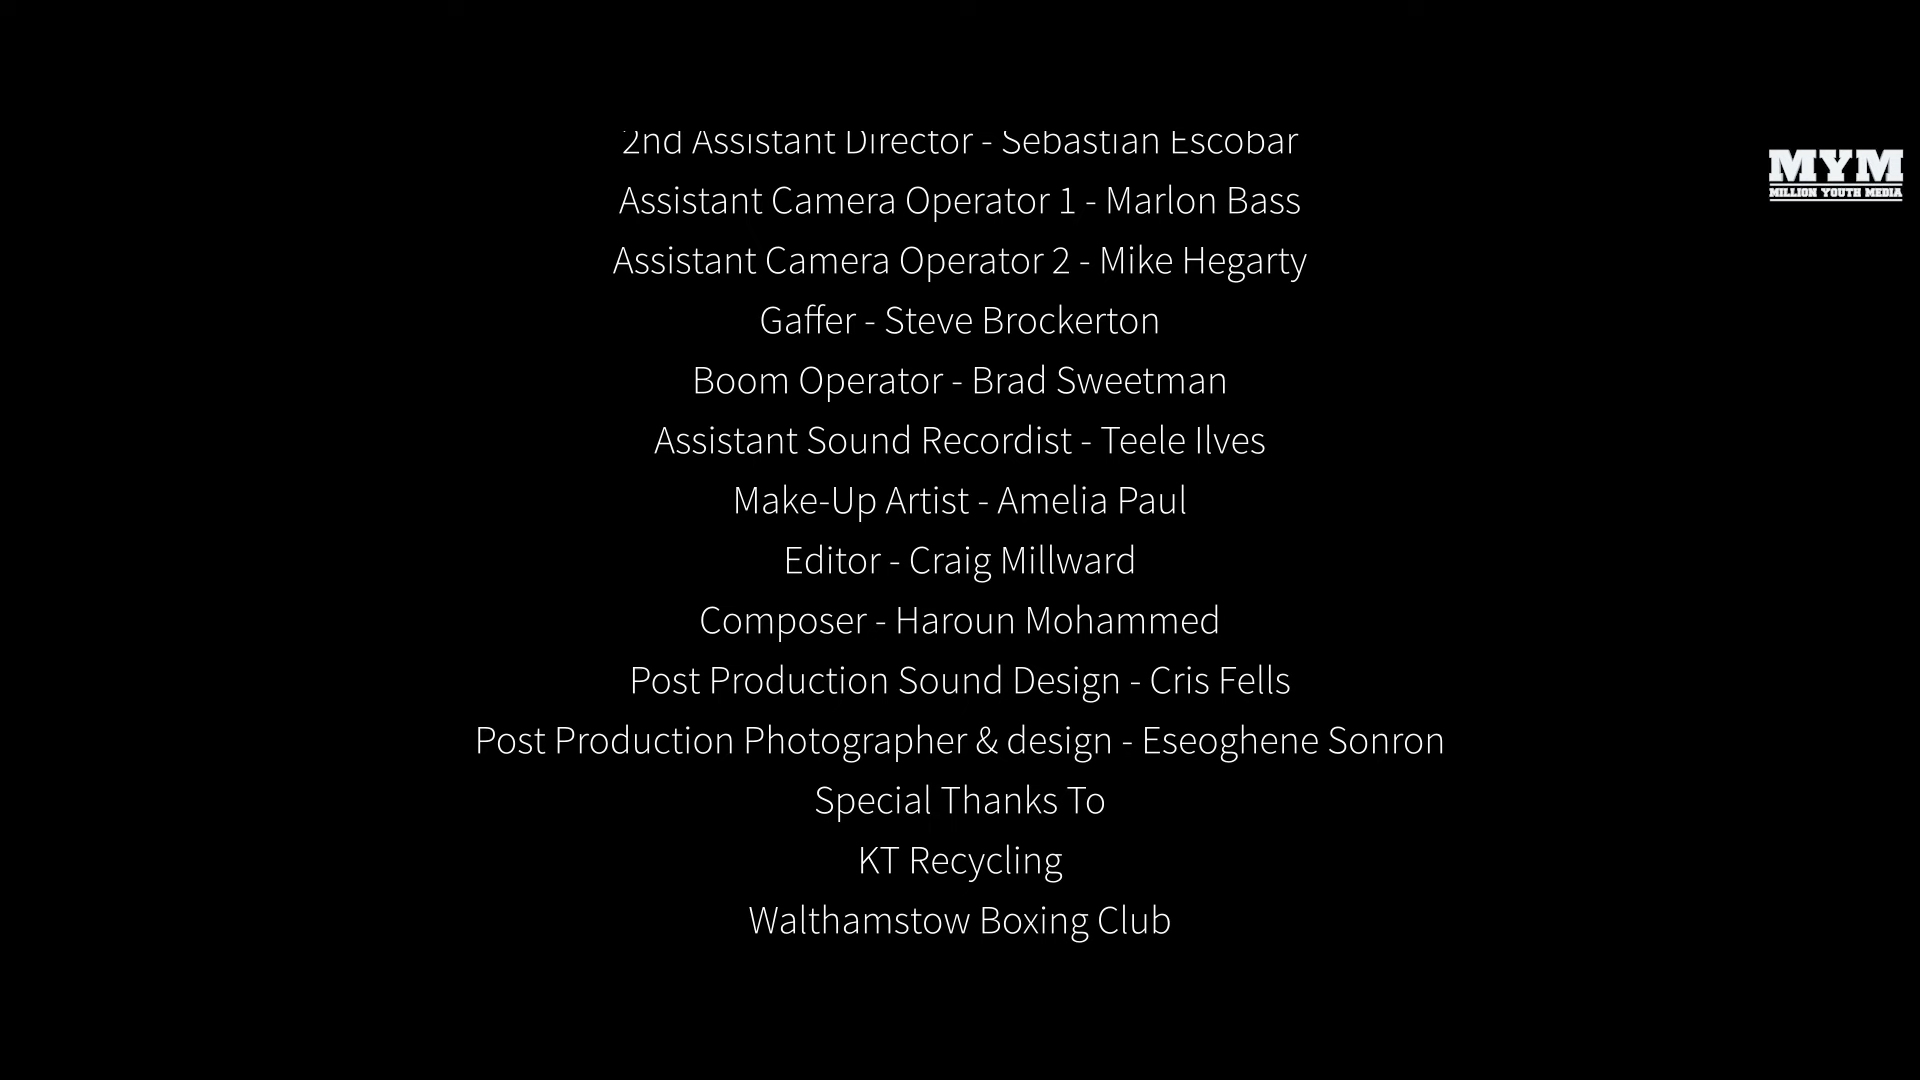 2nd Assistant Director - Sebastian Escobar
MYM
MILLION YOUTH MEDIA
Assistant Camera Operator 1 - Marlon Bass
Assistant Camera Operator 2 - Mike Hegarty
Gaffer - Steve Brockerton
Boom Operator - Brad Sweetman
Assistant Sound Recordist - Teele Ilves
Make-Up Artist - Amelia Paul
Editor - Craig Millward
Composer - Haroun Mohammed
Post Production Sound Design - Cris Fells
Post Production Photographer & design - Eseoghene Sonron
Special Thanks To
KT Recycling
Walthamstow Boxing Club